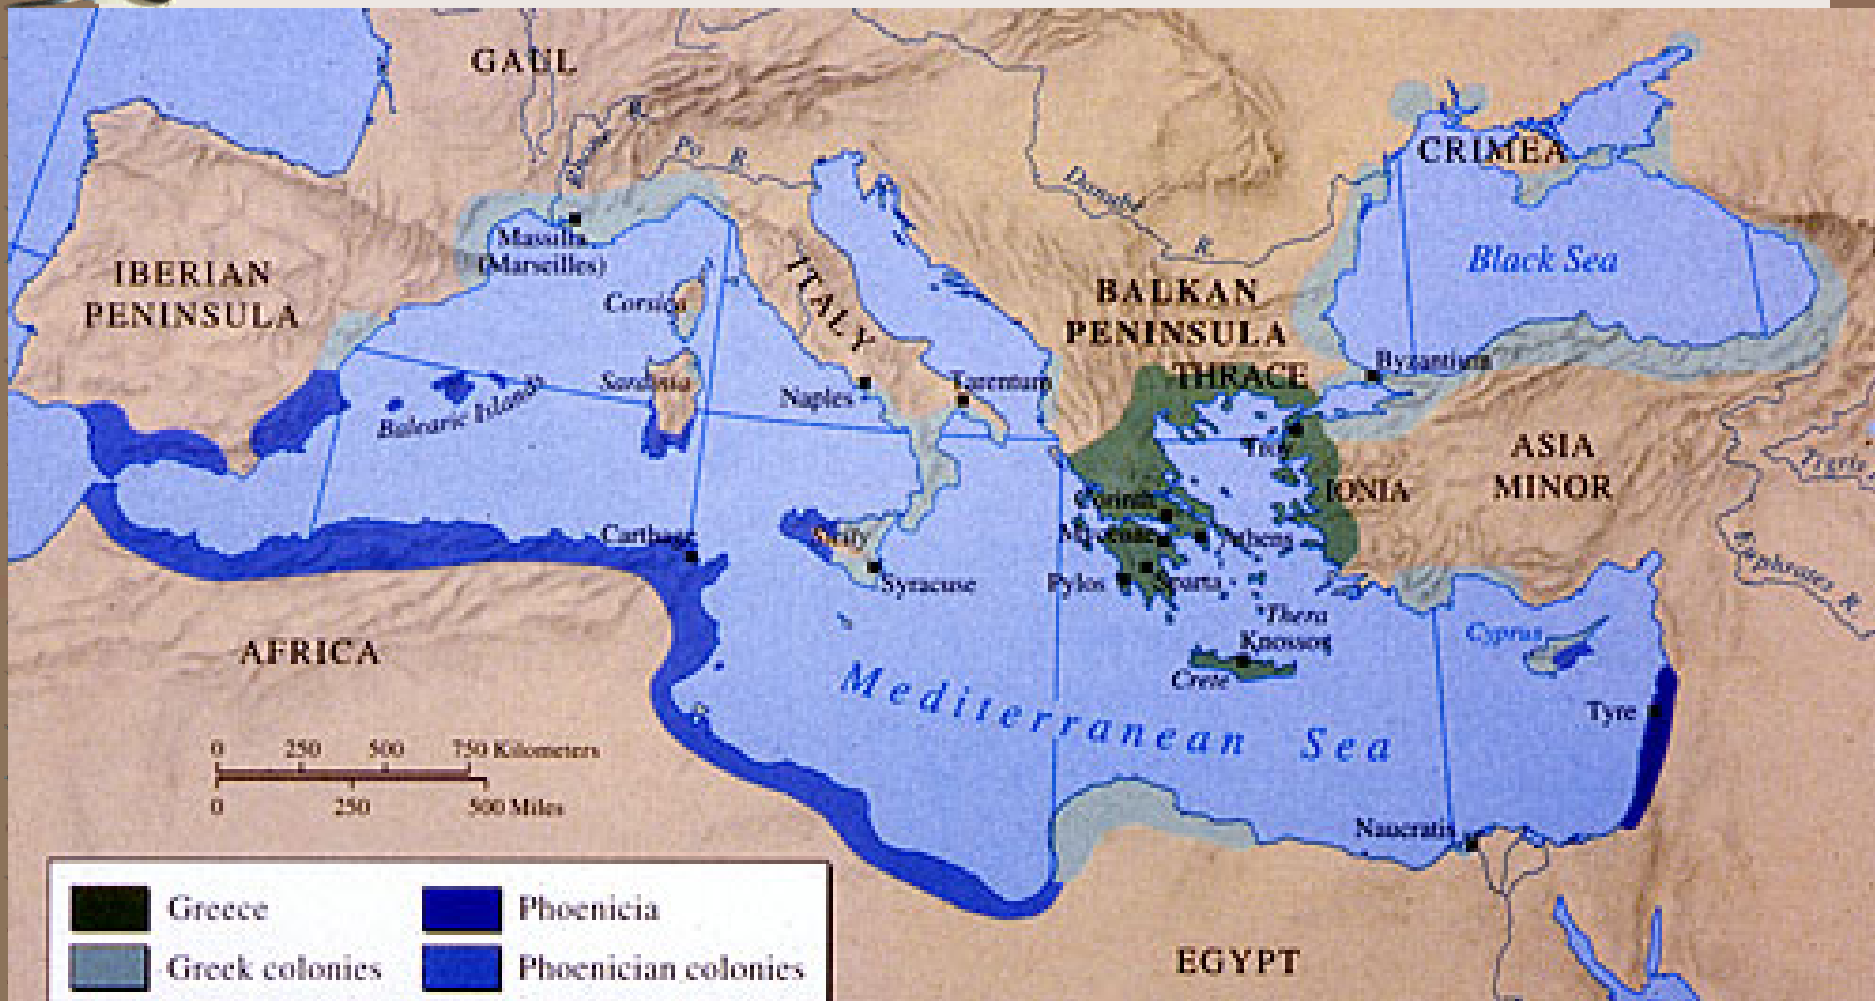 GAUL
Rhone R.
Po R.
CRIMEA
Danube
R.
Massilia
(Marseilles)
Black Sea
IBERIAN
PENINSULA
Corsica
ITALY
BALKAN
PENINSULA
Byzantium
THRACE
Sardinia
Balearic Islands
Naples
Tarentum
Troy
ASIA
MINOR
Tigris
IONIA
Corinth
Carthage
Sicily
Mycenae
Athens
Syracuse
Pylos
Sparta
Euphrates R.
Thera
Knossos
Crete
Cyprus
AFRICA
Mediterranean Sea
Tyre
0 250 500 750 Kilometers
0 250 500 Miles
Naucratis
Greece
Phoenicia
Greek colonies
Phoenician colonies
EGYPT